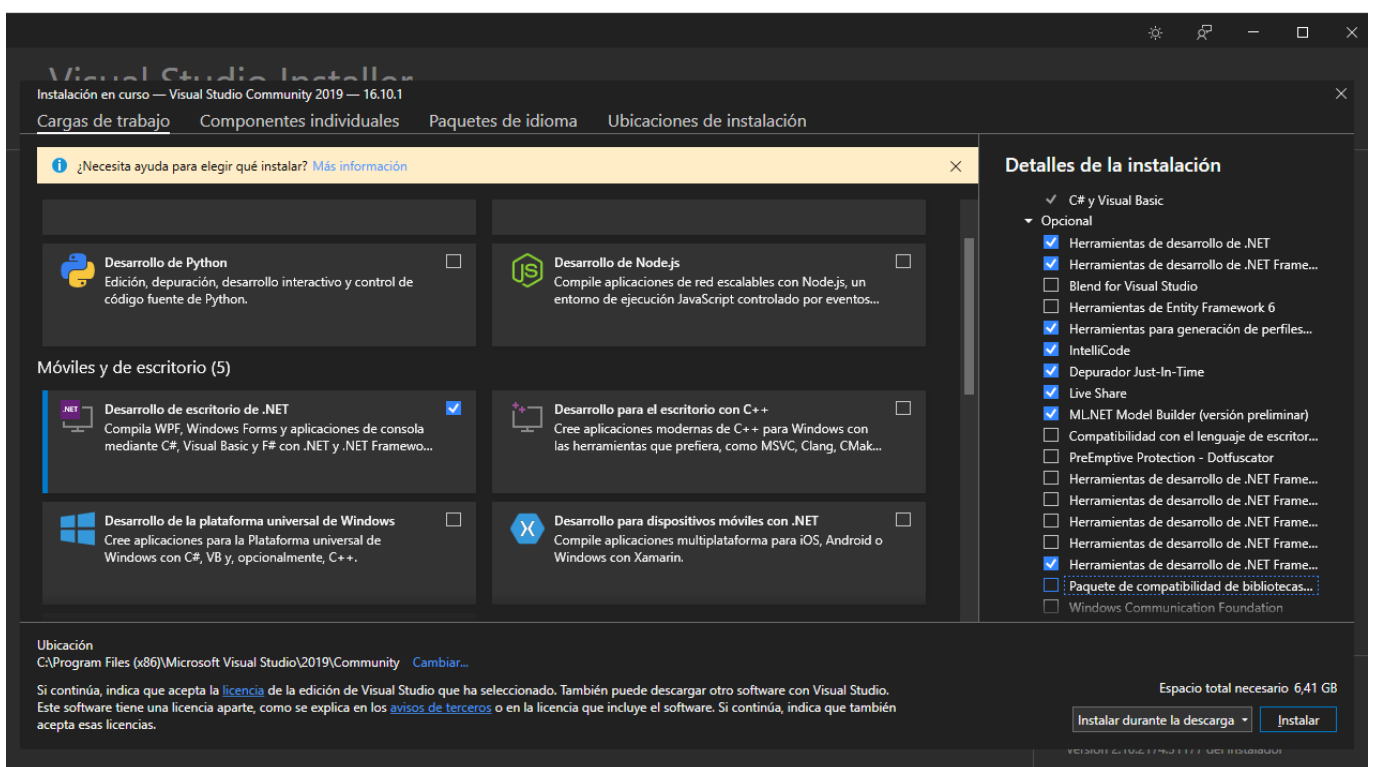 Visual Studio Installer
Instalación en curso — Visual Studio Community 2019 — 16.10.1
Cargas de trabajo Componentes individuales Paquetes de idioma Ubicaciones de instalación
¿Necesita ayuda para elegir qué instalar? Más información
Desarrollo de Python
Edición, depuración, desarrollo interactivo y control de
código fuente de Python.
Desarrollo de Node.js
Compile aplicaciones de red escalables con Node.js, un
entorno de ejecución JavaScript controlado por eventos...
Móviles y de escritorio (5)
.NET
Desarrollo de escritorio de .NET
Compila WPF, Windows Forms y aplicaciones de consola
mediante C#, Visual Basic y F# con .NET y .NET Framewo...
Desarrollo para el escritorio con C++
Cree aplicaciones modernas de C++ para Windows con
las herramientas que prefiera, como MSVC, Clang, CMak...
Desarrollo de la plataforma universal de Windows
Cree aplicaciones para la Plataforma universal de
Windows con C#, VB y, opcionalmente, C++.
Desarrollo para dispositivos móviles con .NET
Compile aplicaciones multiplataforma para iOS, Android o
Windows con Xamarin.
Detalles de la instalación
C# y Visual Basic
Opcional
Herramientas de desarrollo de .NET
Herramientas de desarrollo de .NET Frame...
Blend for Visual Studio
Herramientas de Entity Framework 6
Herramientas para generación de perfiles...
IntelliCode
Depurador Just-In-Time
Live Share
ML.NET Model Builder (versión preliminar)
Compatibilidad con el lenguaje de escritor...
PreEmptive Protection - Dotfuscator
Herramientas de desarrollo de .NET Frame...
Herramientas de desarrollo de .NET Frame...
Herramientas de desarrollo de .NET Frame...
Herramientas de desarrollo de .NET Frame...
Herramientas de desarrollo de .NET Frame...
Paquete de compatibilidad de bibliotecas...
Windows Communication Foundation
Ubicación
C:\Program Files (x86)\Microsoft Visual Studio\2019\Community Cambiar...
Si continúa, indica que acepta la licencia de la edición de Visual Studio que ha seleccionado. También puede descargar otro software con Visual Studio.
Este software tiene una licencia aparte, como se explica en los avisos de terceros o en la licencia que incluye el software. Si continúa, indica que también
acepta esas licencias.
Espacio total necesario 6,41 GB
Instalar durante la descarga Instalar